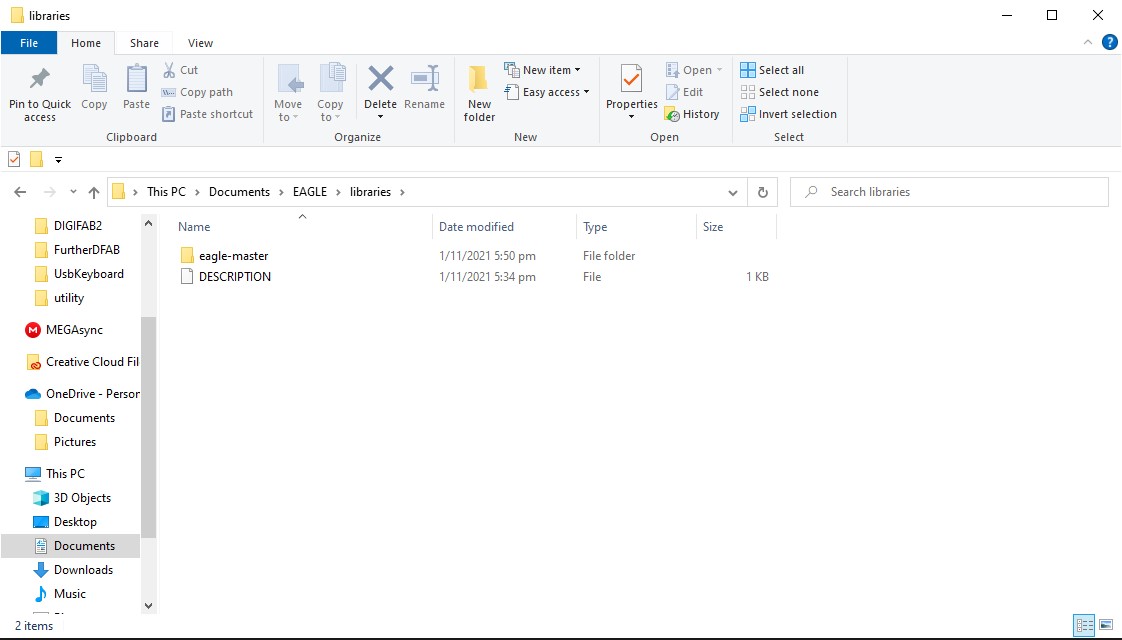 libraries
File Home Share View
Pin to Quick access
Copy
Paste
Cut
Copy path
Paste shortcut
Clipboard
Move to
Copy to
Delete
Rename
Organize
New folder
New item
Easy access
New
Properties
Open
Edit
History
Open
Select all
Select none
Invert selection
Select
This PC > Documents > EAGLE > libraries >
Search libraries
DIGIFAB2
FurtherDFAB
UsbKeyboard
utility
MEGAsync
Creative Cloud Fil
OneDrive - Person
Documents
Pictures
This PC
3D Objects
Desktop
Documents
Downloads
Music
Name Date modified Type Size
eagle-master 1/11/2021 5:50 pm File folder
DESCRIPTION 1/11/2021 5:34 pm File 1 KB
2 items